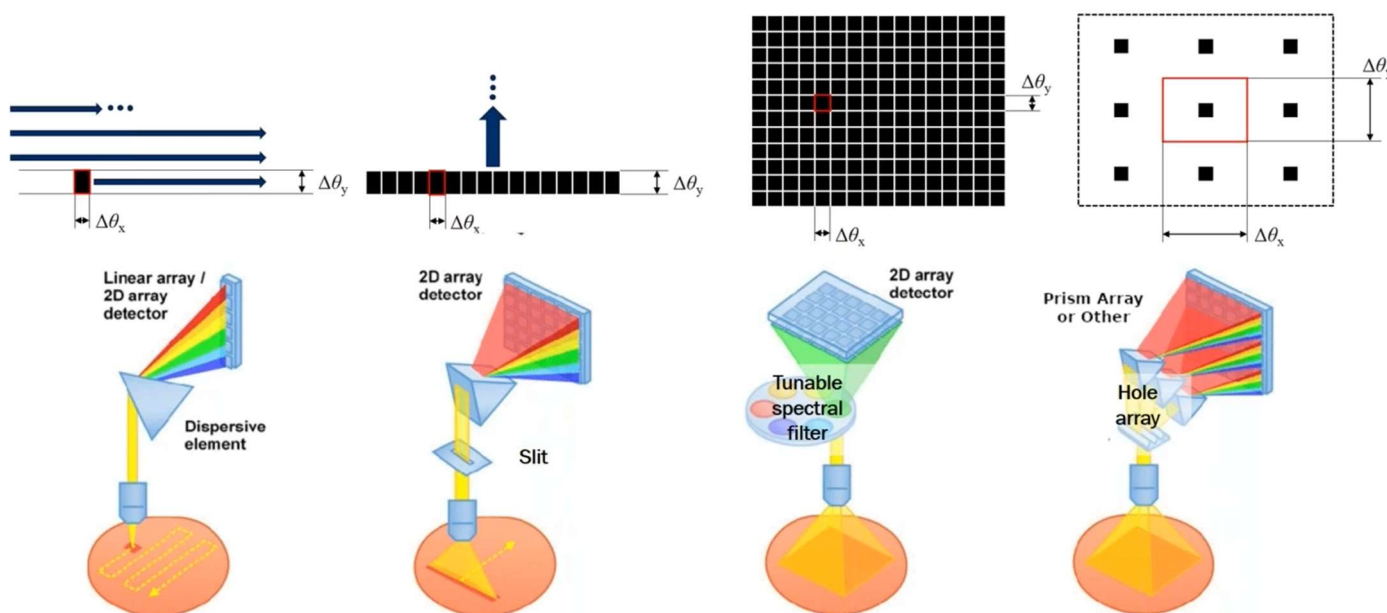 Δθy
Δθx
Δθy
Δθx
Δθy
Δθx
Δθ
Δθx
Linear array /
2D array
detector
Dispersive
element
2D array
detector
Slit
2D array
detector
Tunable
spectral
filter
Prism Array
or Other
Hole
array